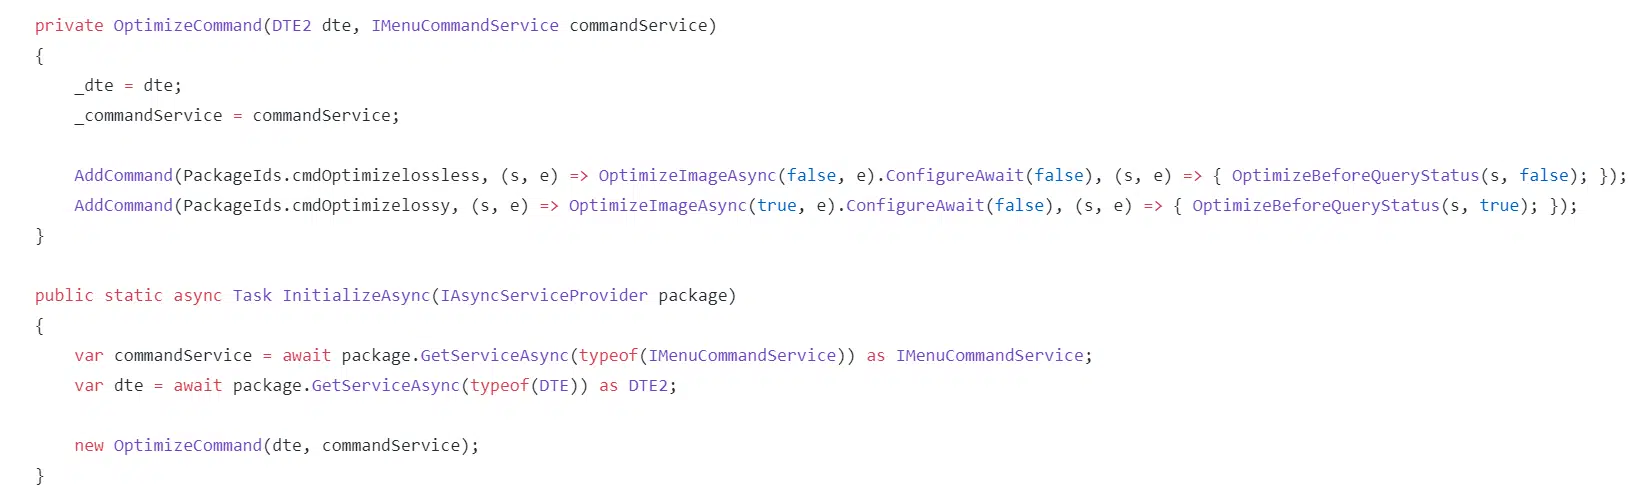 private OptimizeCommand(DTE2 dte, IMenuCommandService commandService)
{
    _dte = dte;
    _commandService = commandService;

    AddCommand(PackageIds.cmdOptimizelossless, (s, e) => OptimizeImageAsync(false, e).ConfigureAwait(false), (s, e) => { OptimizeBeforeQueryStatus(s, false); });
    AddCommand(PackageIds.cmdOptimizelossy, (s, e) => OptimizeImageAsync(true, e).ConfigureAwait(false), (s, e) => { OptimizeBeforeQueryStatus(s, true); });
}

public static async Task InitializeAsync(IAsyncServiceProvider package)
{
    var commandService = await package.GetServiceAsync(typeof(IMenuCommandService)) as IMenuCommandService;
    var dte = await package.GetServiceAsync(typeof(DTE)) as DTE2;

    new OptimizeCommand(dte, commandService);
}